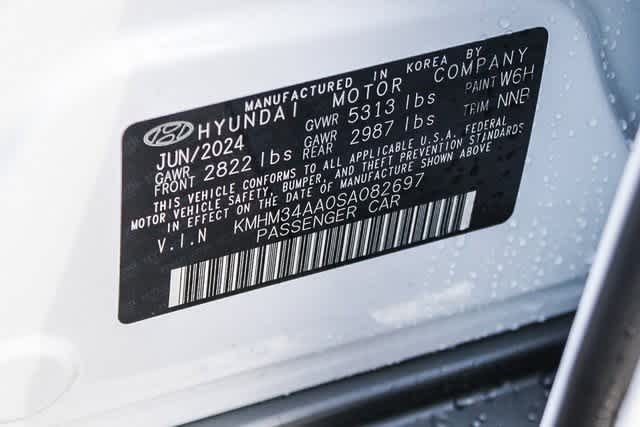 MANUFACTURED IN KOREA BY
HYUNDAI MOTOR COMPANY
JUN/2024 GVWR 5313 lbs PAINT W6H
GAWR FRONT 2822 lbs GAWR REAR 2987 lbs TRIM NNB
THIS VEHICLE CONFORMS TO ALL APPLICABLE U.S.A. FEDERAL
MOTOR VEHICLE SAFETY, BUMPER, AND THEFT PREVENTION STANDARDS
IN EFFECT ON THE DATE OF MANUFACTURE SHOWN ABOVE
V.I.N KMHM34AA0SA082697
PASSENGER CAR